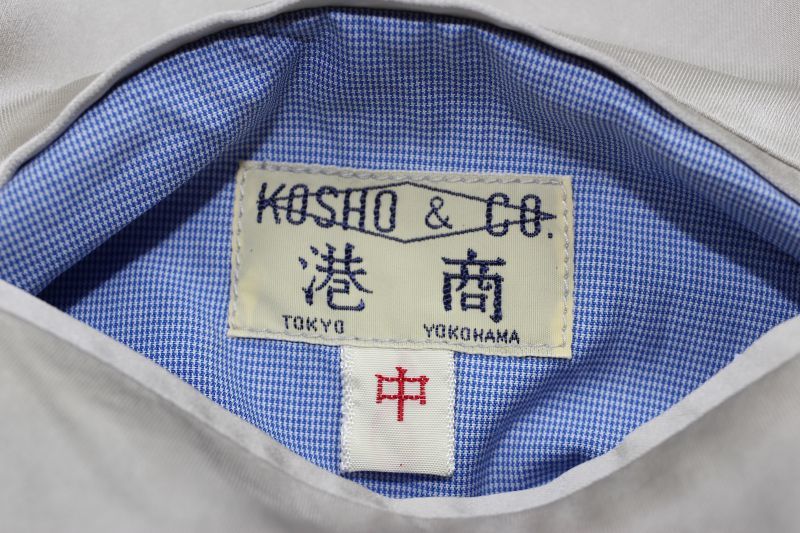 KOSHO & CO.
港商
TOKYO YOKOHAMA
中